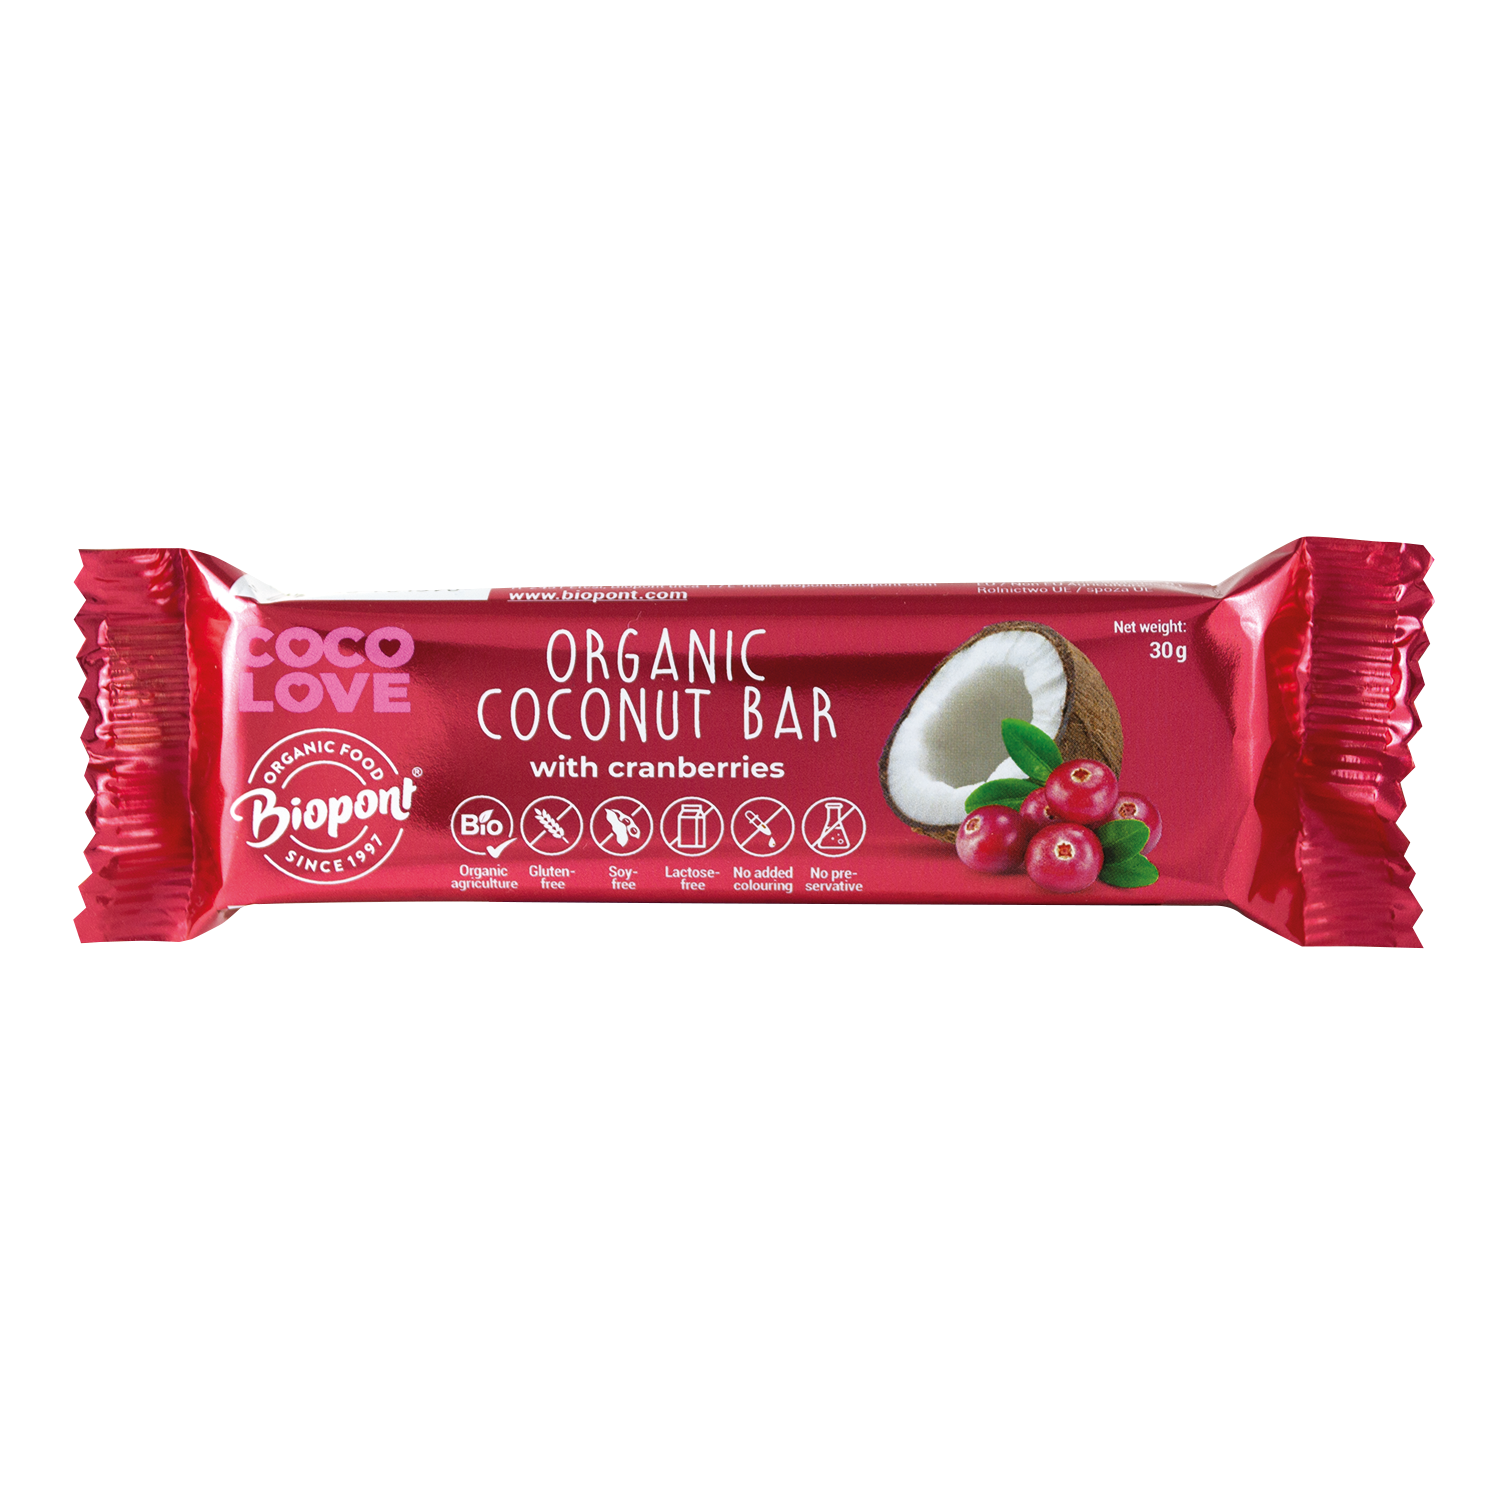 www.biopont.com
Rolnictwo UE / spoza UE
COCO
LOVE
ORGANIC FOOD
Biopont®
SINCE 1997
ORGANIC
COCONUT BAR
with cranberries
Net weight:
30 g
Bio
Organic
agriculture
Gluten-
free
Soy-
free
Lactose-
free
No added
colouring
No pre-
servative